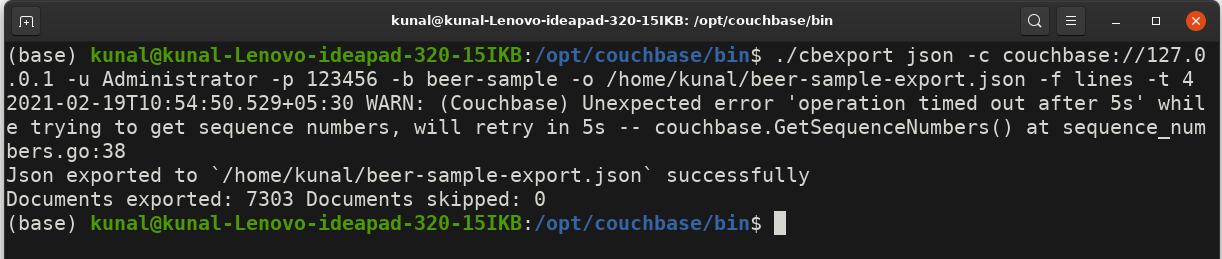 kunal@kunal-Lenovo-ideapad-320-15IKB: /opt/couchbase/bin
(base) kunal@kunal-Lenovo-ideapad-320-15IKB:/opt/couchbase/bin$ ./cbexport json -c couchbase://127.0
.0.1 -u Administrator -p 123456 -b beer-sample -o /home/kunal/beer-sample-export.json -f lines -t 4
2021-02-19T10:54:50.529+05:30 WARN: (Couchbase) Unexpected error 'operation timed out after 5s' whil
e trying to get sequence numbers, will retry in 5s -- couchbase.GetSequenceNumbers() at sequence_num
bers.go:38
Json exported to `/home/kunal/beer-sample-export.json` successfully
Documents exported: 7303 Documents skipped: 0
(base) kunal@kunal-Lenovo-ideapad-320-15IKB:/opt/couchbase/bin$